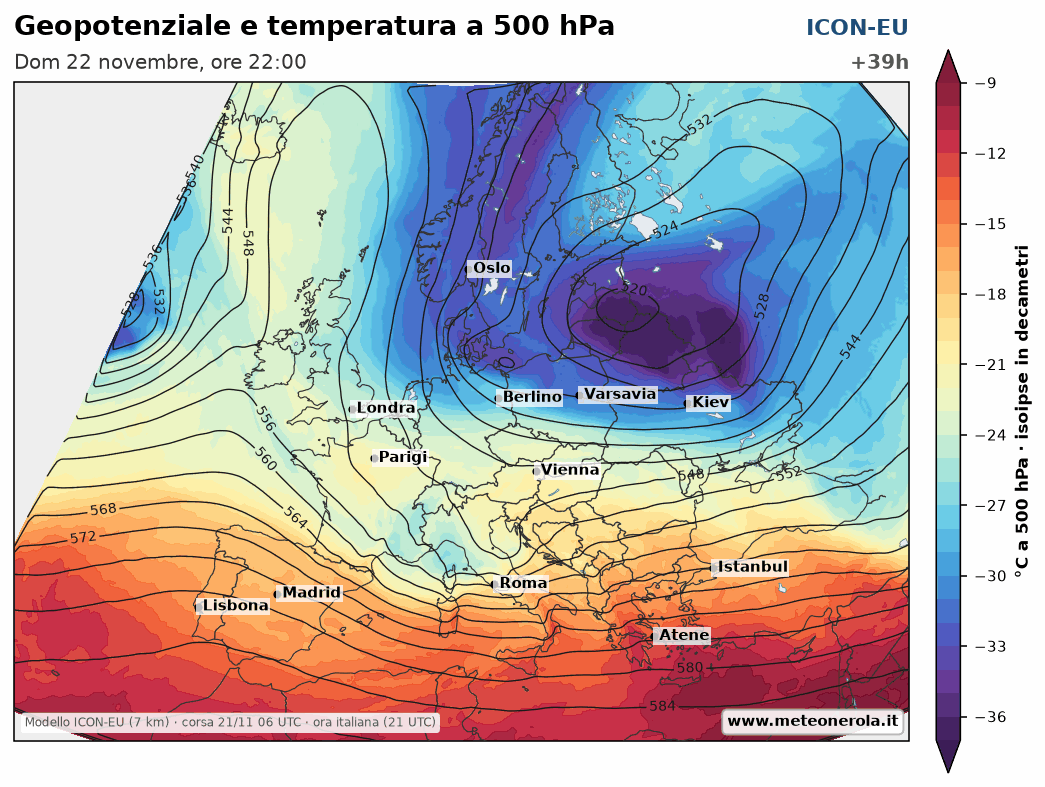 Geopotenziale e temperatura a 500 hPa
ICON-EU
Dom 22 novembre, ore 22:00
+39h
540
536
544
548
536
528
532
532
524
520
528
544
Oslo
Londra
Berlino
Varsavia
Kiev
556
Parigi
560
Vienna
548
552
568
564
572
Madrid
Roma
Istanbul
Lisbona
Atene
580
584
Modello ICON-EU (7 km) · corsa 21/11 06 UTC · ora italiana (21 UTC)
www.meteonerola.it
−9
−12
−15
−18
−21
−24
−27
−30
−33
−36
°C a 500 hPa · isoipse in decametri